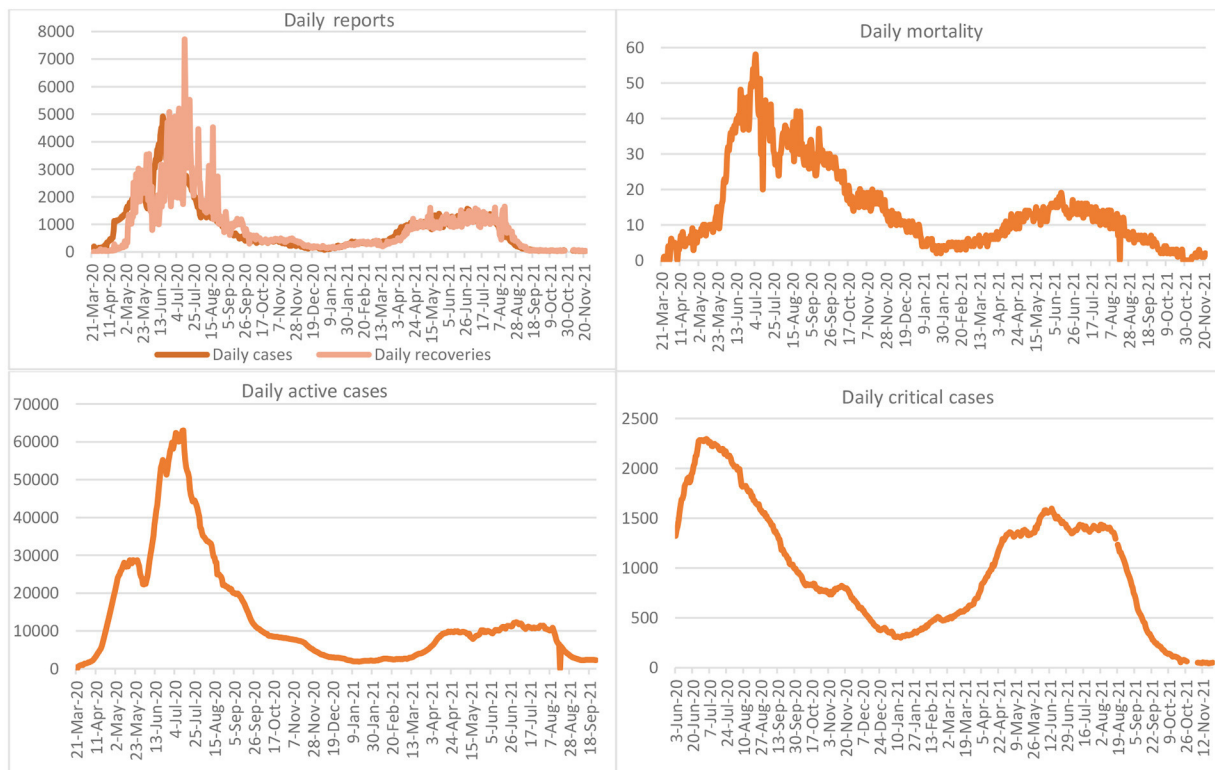 Daily reports
8000
7000
6000
5000
4000
3000
2000
1000
0
21-Mar-20
11-Apr-20
2-May-20
23-May-20
13-Jun-20
4-Jul-20
25-Jul-20
15-Aug-20
5-Sep-20
26-Sep-20
17-Oct-20
7-Nov-20
28-Nov-20
19-Dec-20
9-Jan-21
30-Jan-21
20-Feb-21
13-Mar-21
3-Apr-21
24-Apr-21
15-May-21
5-Jun-21
26-Jun-21
17-Jul-21
7-Aug-21
28-Aug-21
18-Sep-21
9-Oct-21
30-Oct-21
20-Nov-21
Daily cases Daily recoveries
Daily mortality
60
50
40
30
20
10
0
21-Mar-20
11-Apr-20
2-May-20
23-May-20
13-Jun-20
4-Jul-20
25-Jul-20
15-Aug-20
5-Sep-20
26-Sep-20
17-Oct-20
7-Nov-20
28-Nov-20
19-Dec-20
9-Jan-21
30-Jan-21
20-Feb-21
13-Mar-21
3-Apr-21
24-Apr-21
15-May-21
5-Jun-21
26-Jun-21
17-Jul-21
7-Aug-21
28-Aug-21
18-Sep-21
9-Oct-21
30-Oct-21
20-Nov-21
Daily active cases
70000
60000
50000
40000
30000
20000
10000
0
21-Mar-20
11-Apr-20
2-May-20
23-May-20
13-Jun-20
4-Jul-20
25-Jul-20
15-Aug-20
5-Sep-20
26-Sep-20
17-Oct-20
7-Nov-20
28-Nov-20
19-Dec-20
9-Jan-21
30-Jan-21
20-Feb-21
13-Mar-21
3-Apr-21
24-Apr-21
15-May-21
5-Jun-21
26-Jun-21
17-Jul-21
7-Aug-21
28-Aug-21
18-Sep-21
Daily critical cases
2500
2000
1500
1000
500
0
3-Jun-20
20-Jun-20
7-Jul-20
24-Jul-20
10-Aug-20
27-Aug-20
13-Sep-20
30-Sep-20
17-Oct-20
3-Nov-20
20-Nov-20
7-Dec-20
24-Dec-20
10-Jan-21
27-Jan-21
13-Feb-21
2-Mar-21
19-Mar-21
5-Apr-21
22-Apr-21
9-May-21
26-May-21
12-Jun-21
29-Jun-21
16-Jul-21
2-Aug-21
19-Aug-21
5-Sep-21
22-Sep-21
9-Oct-21
26-Oct-21
12-Nov-21